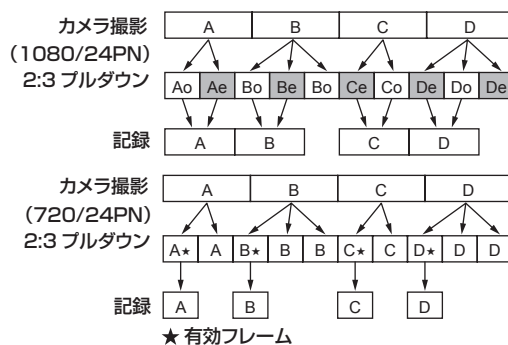 カメラ撮影 A B C D
(1080/24PN)
2:3 プルダウン Ao Ae Bo Be Bo Ce Co De Do De
記録 A B C D
カメラ撮影 A B C D
(720/24PN)
2:3 プルダウン A★ A B★ B B C★ C D★ D D
記録 A B C D
★ 有効フレーム